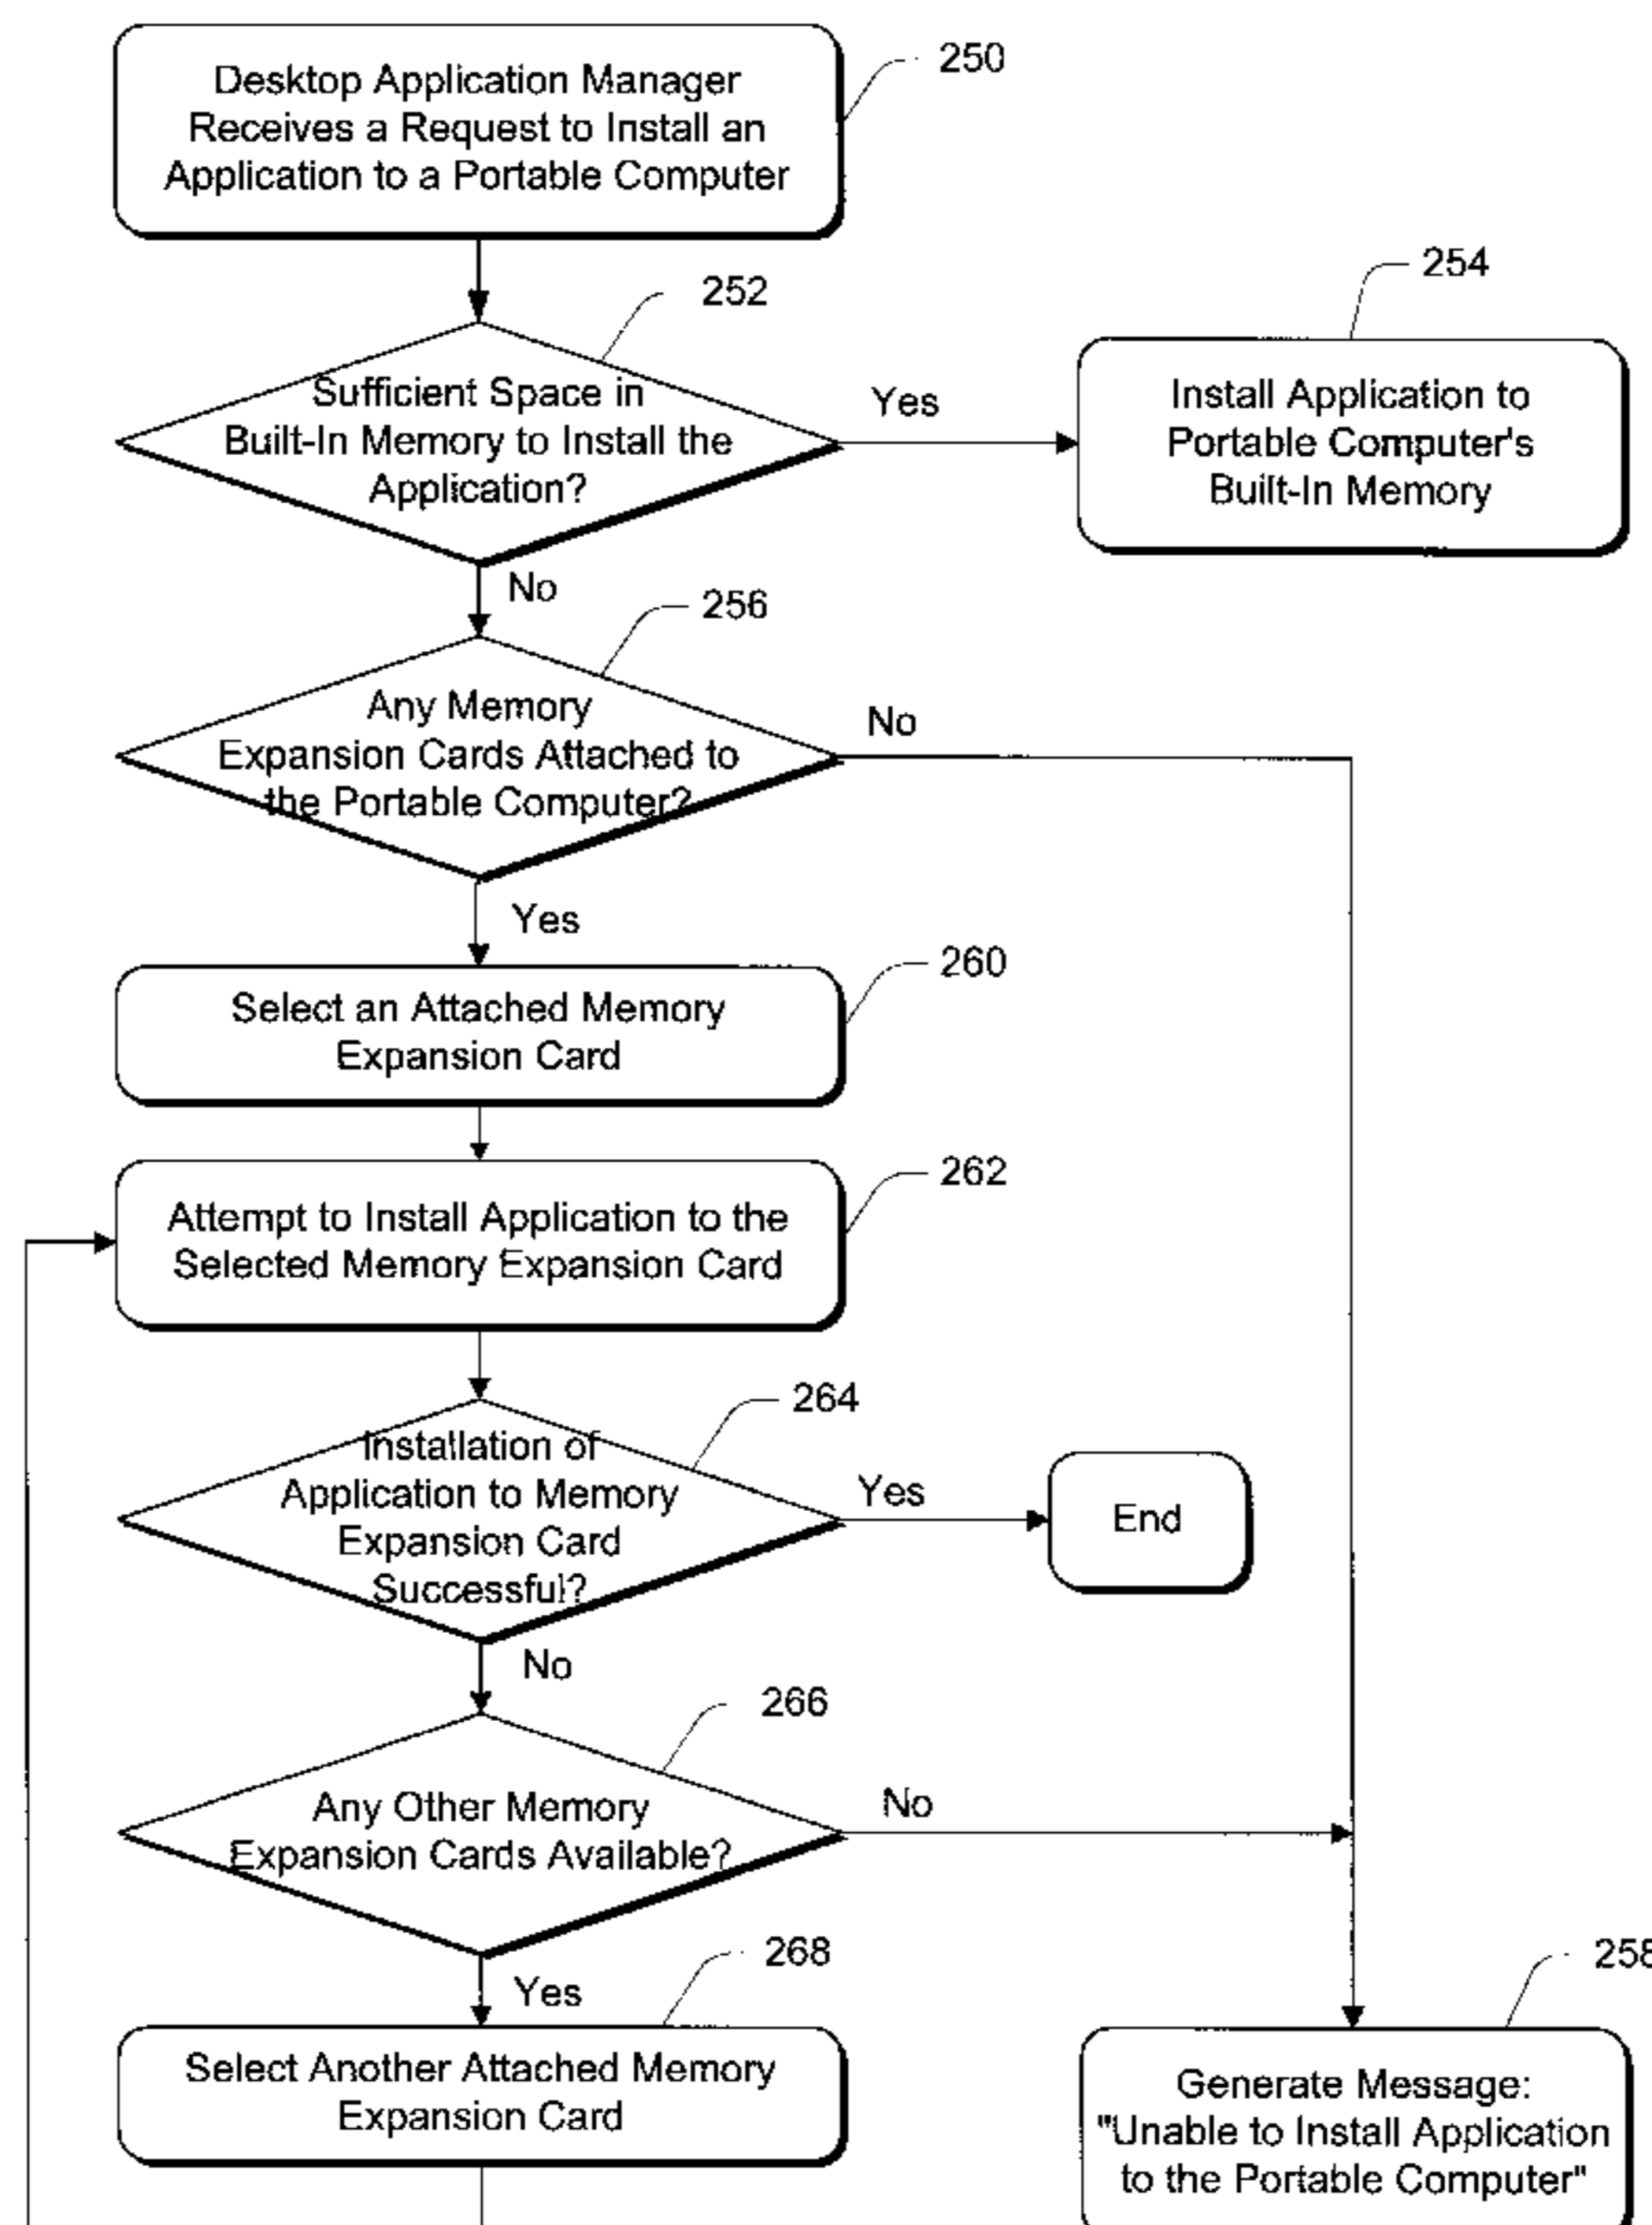 Desktop Application Manager
Receives a Request to Install an
Application to a Portable Computer
250
252
Sufficient Space in
Built-In Memory to Install the
Application?
Yes
254
Install Application to
Portable Computer's
Built-In Memory
No
256
Any Memory
Expansion Cards Attached to
the Portable Computer?
No
Yes
260
Select an Attached Memory
Expansion Card
262
Attempt to Install Application to the
Selected Memory Expansion Card
264
Installation of
Application to Memory
Expansion Card
Successful?
Yes
End
No
266
Any Other Memory
Expansion Cards Available?
No
Yes
268
Select Another Attached Memory
Expansion Card
258
Generate Message:
"Unable to Install Application
to the Portable Computer"